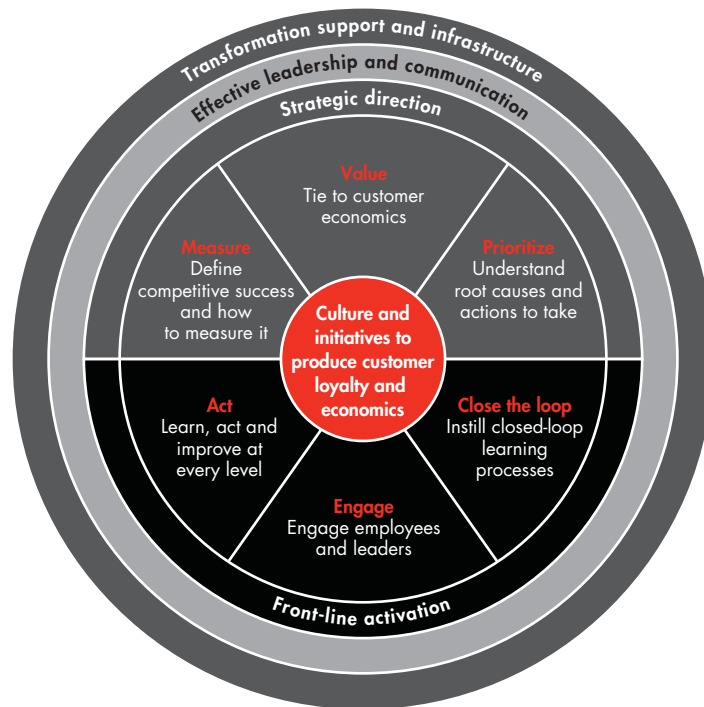 Transformation support and infrastructure
Effective leadership and communication
Strategic direction
Value
Tie to customer
economics
Measure
Define
competitive success
and how
to measure it
Prioritize
Understand
root causes and
actions to take
Culture and
initiatives to
produce customer
loyalty and
economics
Act
Learn, act and
improve at
every level
Close the loop
Instill closed-loop
learning
processes
Engage
Engage employees
and leaders
Front-line activation